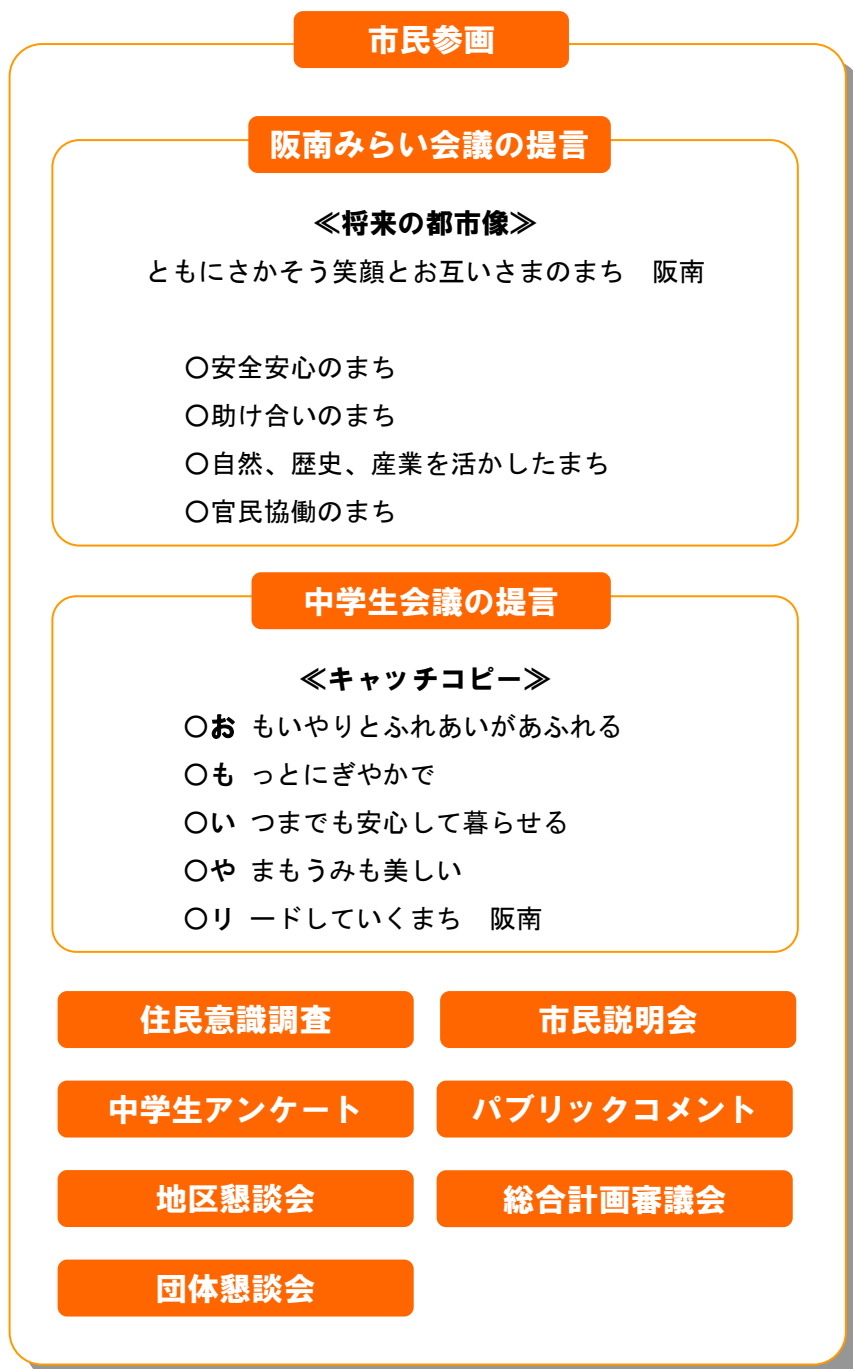 市民参画
阪南みらい会議の提言
≪将来の都市像≫
ともにさかそう笑顔とお互いさまのまち　阪南
○安全安心のまち
○助け合いのまち
○自然、歴史、産業を活かしたまち
○官民協働のまち
中学生会議の提言
≪キャッチコピー≫
○お もいやりとふれあいがあふれる
○も っとにぎやかで
○い つまでも安心して暮らせる
○や まもうみも美しい
○リ ードしていくまち　阪南
住民意識調査
市民説明会
中学生アンケート
パブリックコメント
地区懇談会
総合計画審議会
団体懇談会